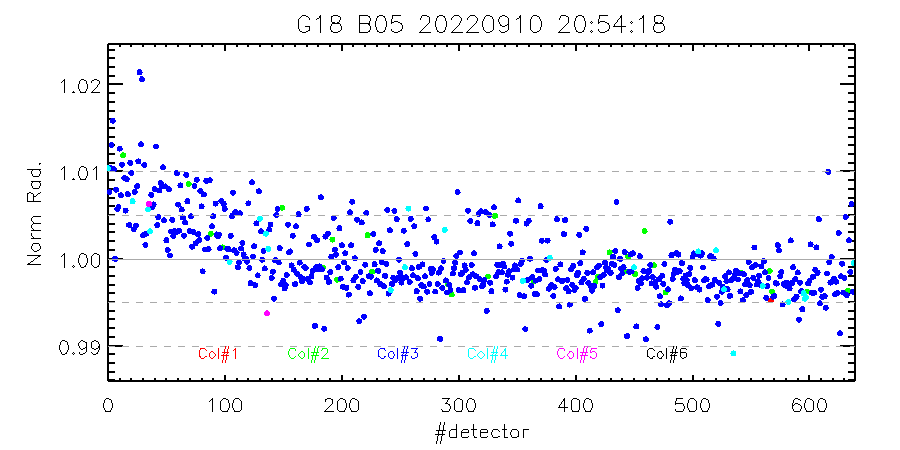 G18 B05 20220910 20:54:18
Norm Rad.
1.02
1.01
1.00
0.99
Col#1 Col#2 Col#3 Col#4 Col#5 Col#6
0 100 200 300 400 500 600
#detector